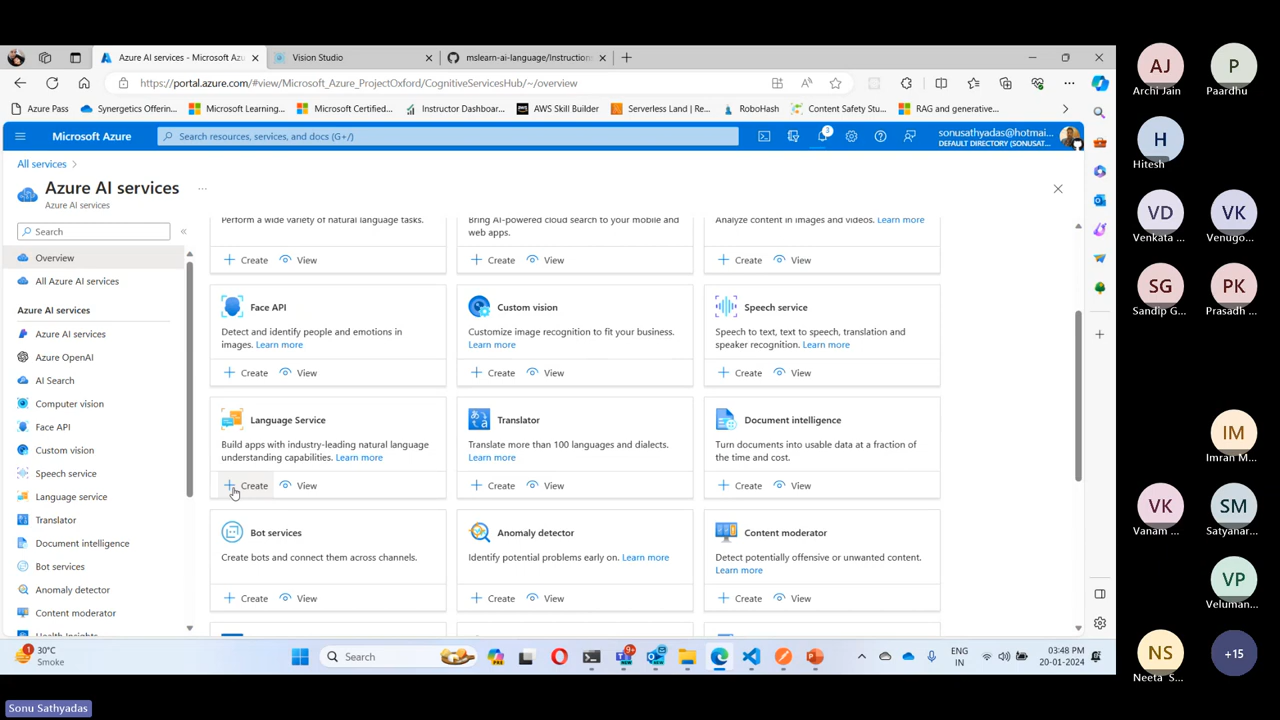 Azure AI services - Microsoft Azu
Vision Studio
mslearn-ai-language/Instruction
https://portal.azure.com/#view/Microsoft_Azure_ProjectOxford/CognitiveServicesHub/~/overview
Azure Pass
Synergetics Offerin...
Microsoft Learning...
Microsoft Certified...
Instructor Dashboar...
AWS Skill Builder
Serverless Land | Re...
RoboHash
Content Safety Stu...
RAG and generative...
Microsoft Azure
Search resources, services, and docs (G+/)
3
sonusathyadas@hotmai...
DEFAULT DIRECTORY (SONUSAT...
All services
Azure AI services
Azure AI services
Search
Overview
All Azure AI services
Azure AI services
Azure AI services
Azure OpenAI
AI Search
Computer vision
Face API
Custom vision
Speech service
Language service
Translator
Document intelligence
Bot services
Anomaly detector
Content moderator
Health Insights
Perform a wide variety of natural language tasks.
Create View
Bring AI-powered cloud search to your mobile and
web apps.
Create View
Analyze content in images and videos. Learn more
Create View
Face API
Detect and identify people and emotions in
images. Learn more
Create View
Custom vision
Customize image recognition to fit your business.
Learn more
Create View
Speech service
Speech to text, text to speech, translation and
speaker recognition. Learn more
Create View
Language Service
Build apps with industry-leading natural language
understanding capabilities. Learn more
Create View
Translator
Translate more than 100 languages and dialects.
Learn more
Create View
Document intelligence
Turn documents into usable data at a fraction of
the time and cost.
Create View
Bot services
Create bots and connect them across channels.
Create View
Anomaly detector
Identify potential problems early on. Learn more
Create View
Content moderator
Detect potentially offensive or unwanted content.
Learn more
Create View
1
30°C
Smoke
Search
9+
ENG
IN
03:48 PM
20-01-2024
AJ
Archi Jain
P
Paardhu
H
Hitesh
VD
Venkata ...
VK
Venugo...
SG
Sandip G...
PK
Prasadh ...
IM
Imran M...
VK
Vanam ...
SM
Satyanar...
VP
Veluman...
NS
Neeta S...
+15
Sonu Sathyadas